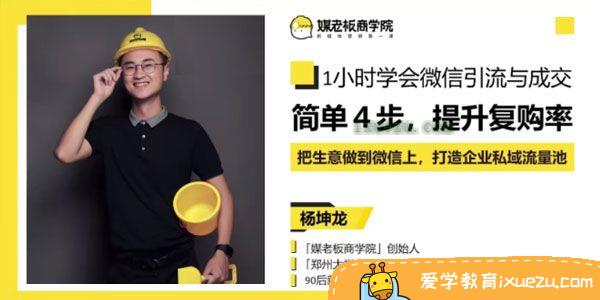 媒老板商学院
1小时学会微信引流与成交
简单4步，提升复购率
把生意做到微信上，打造企业私域流量池
杨坤龙
「媒老板商学院」创始人
「郑州大
90后
爱学教育ixuezu.com